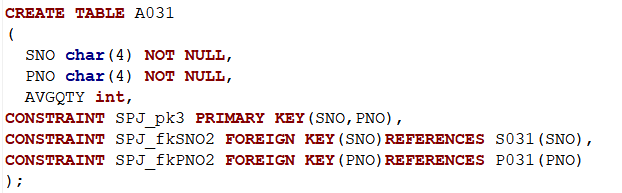 CREATE TABLE A031
(
  SNO char(4) NOT NULL,
  PNO char(4) NOT NULL,
  AVGQTY int,
CONSTRAINT SPJ_pk3 PRIMARY KEY(SNO,PNO),
CONSTRAINT SPJ_fkSNO2 FOREIGN KEY(SNO)REFERENCES S031(SNO),
CONSTRAINT SPJ_fkPNO2 FOREIGN KEY(PNO)REFERENCES P031(PNO)
);